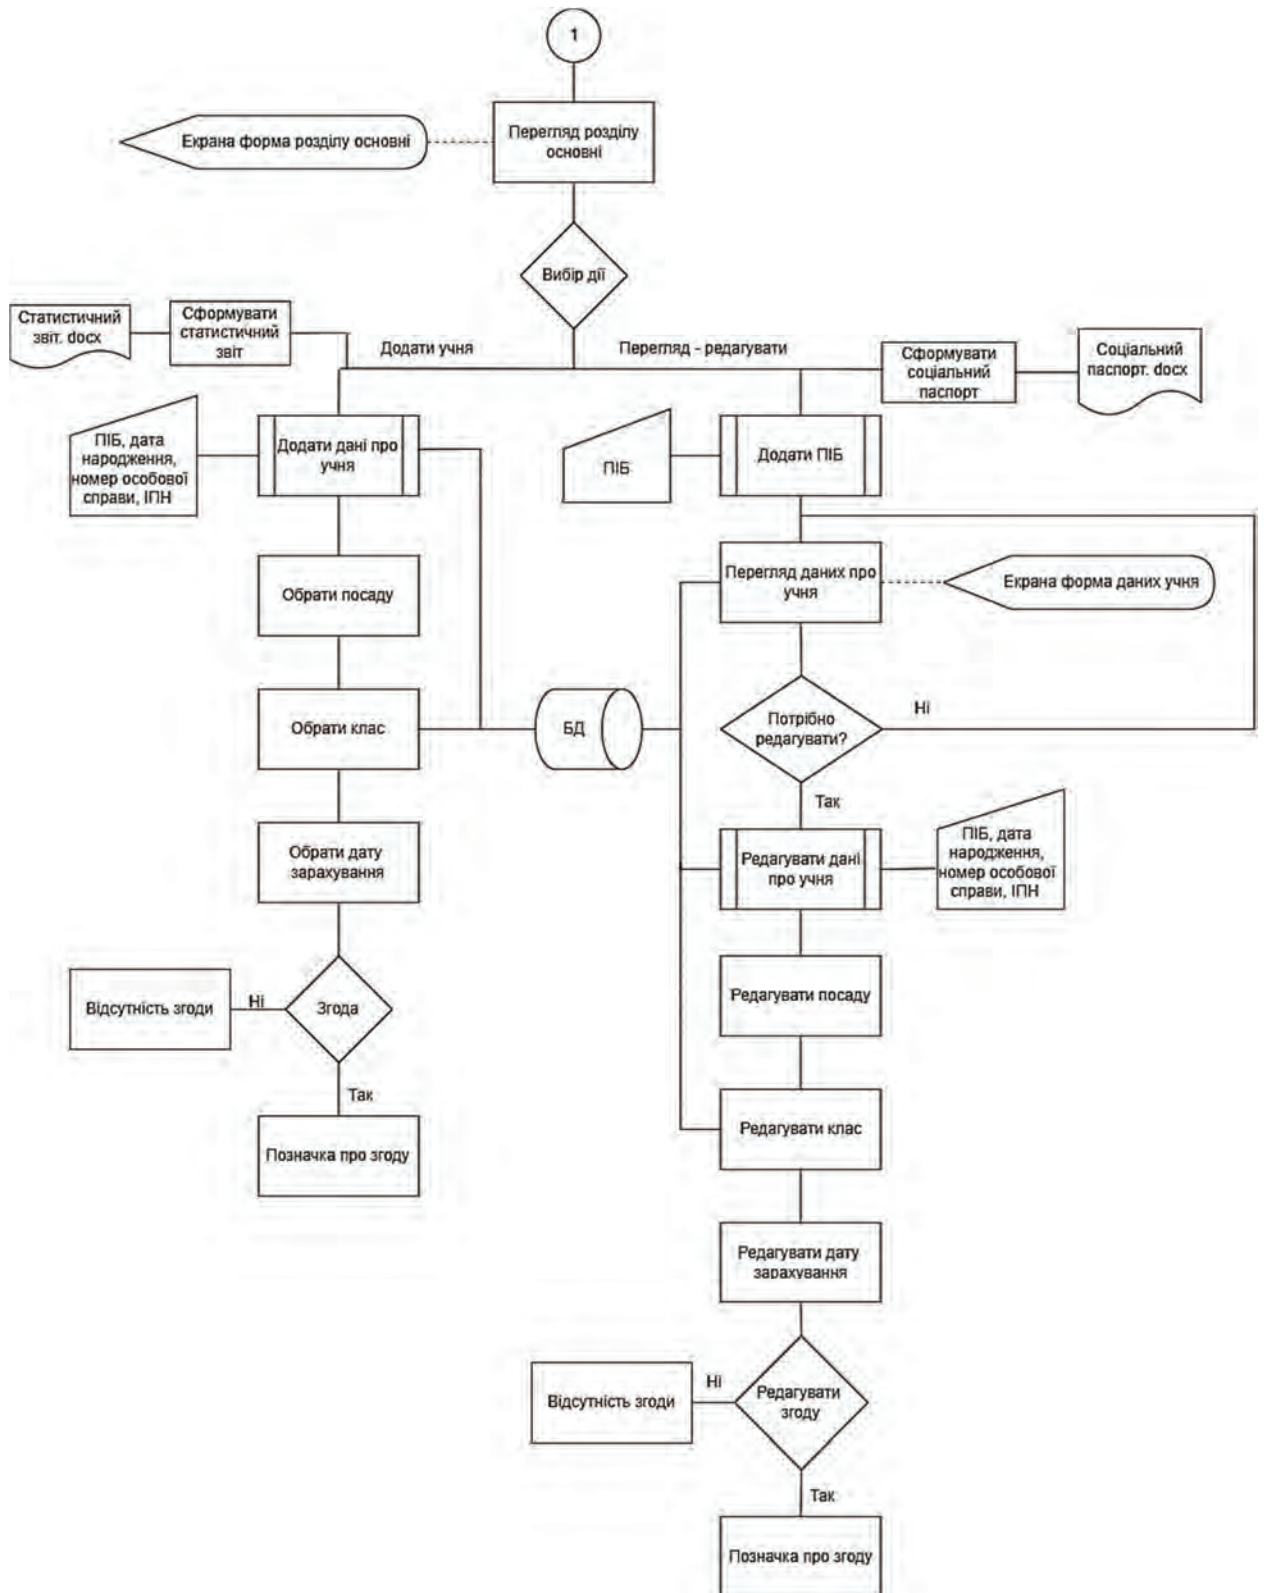 1
Перегляд розділу
основні
Екрана форма розділу основні
Вибір дії
Статистичний
звіт. docx
Сформувати
статистичний
звіт
Додати учня
Перегляд - редагувати
Сформувати
соціальний
паспорт
Соціальний
паспорт. docx
ПІБ, дата
народження,
номер особової
справи, ІПН
Додати дані про
учня
ПІБ
Додати ПІБ
Обрати посаду
Перегляд даних про
учня
Екрана форма даних учня
Обрати клас
БД
Потрібно
редагувати?
Ні
Так
Обрати дату
зарахування
Редагувати дані
про учня
ПІБ, дата
народження,
номер особової
справи, ІПН
Відсутність згоди
Ні
Згода
Редагувати посаду
Так
Позначка про згоду
Редагувати клас
Редагувати дату
зарахування
Відсутність згоди
Ні
Редагувати
згоду
Так
Позначка про згоду